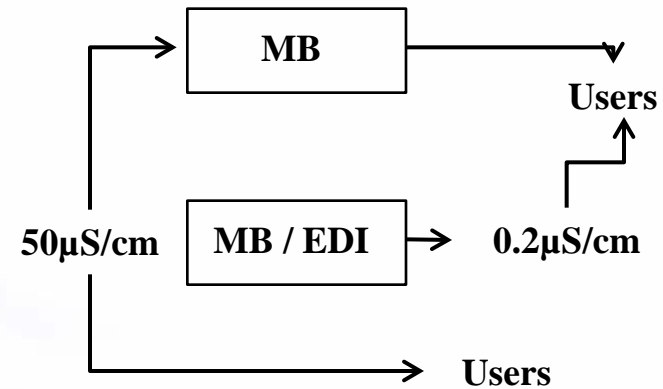 MB
Users
50µS/cm
MB / EDI
0.2µS/cm
Users